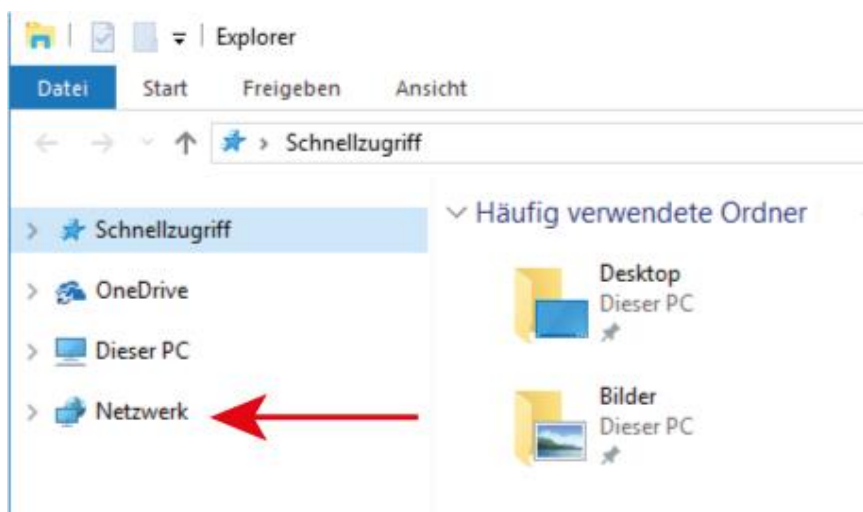 Explorer
Datei Start Freigeben Ansicht
Schnellzugriff
Schnellzugriff
OneDrive
Dieser PC
Netzwerk
Häufig verwendete Ordner
Desktop
Dieser PC
Bilder
Dieser PC